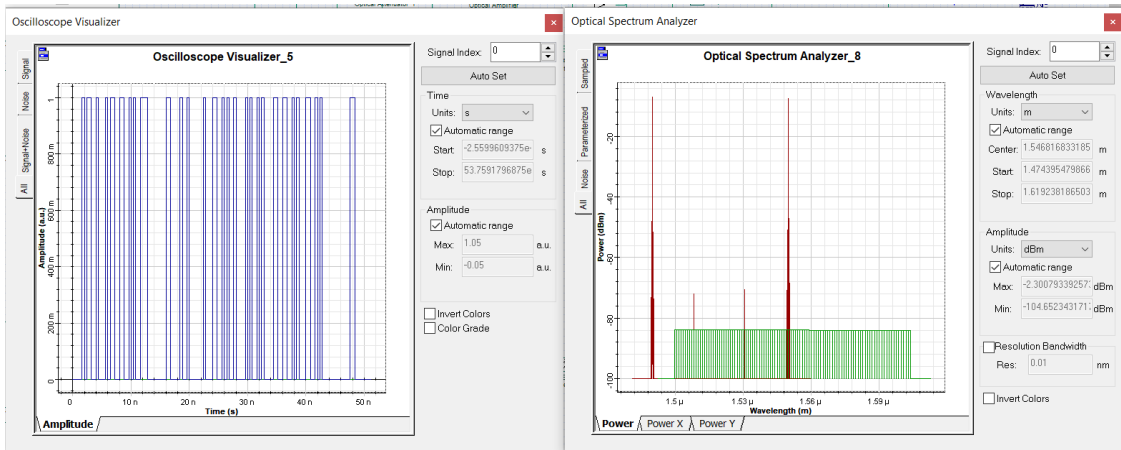 Optical Attenuator
Optical Amplifier
Oscilloscope Visualizer
Oscilloscope Visualizer_5
Signal
Noise
Signal+Noise
All
Amplitude (a.u.)
1
800 m
600 m
400 m
200 m
0
0
10 n
20 n
30 n
40 n
50 n
Time (s)
Amplitude
Signal Index: 0
Auto Set
Time
Units: s
Automatic range
Start: -2.5599609375e- s
Stop: 53.7591796875e- s
Amplitude
Automatic range
Max: 1.05 a.u.
Min: -0.05 a.u.
Invert Colors
Color Grade
Optical Spectrum Analyzer
Optical Spectrum Analyzer_8
Sampled
Parameterized
Noise
All
Power (dBm)
-20
-40
-60
-80
-100
1.5 µ
1.53 µ
1.56 µ
1.59 µ
Wavelength (m)
Power
Power X
Power Y
Signal Index: 0
Auto Set
Wavelength
Units: m
Automatic range
Center: 1.546816833185 m
Start: 1.474395479866 m
Stop: 1.619238186503 m
Amplitude
Units: dBm
Automatic range
Max: -2.30079339257 dBm
Min: -104.652343171 dBm
Resolution Bandwidth
Res: 0.01 nm
Invert Colors